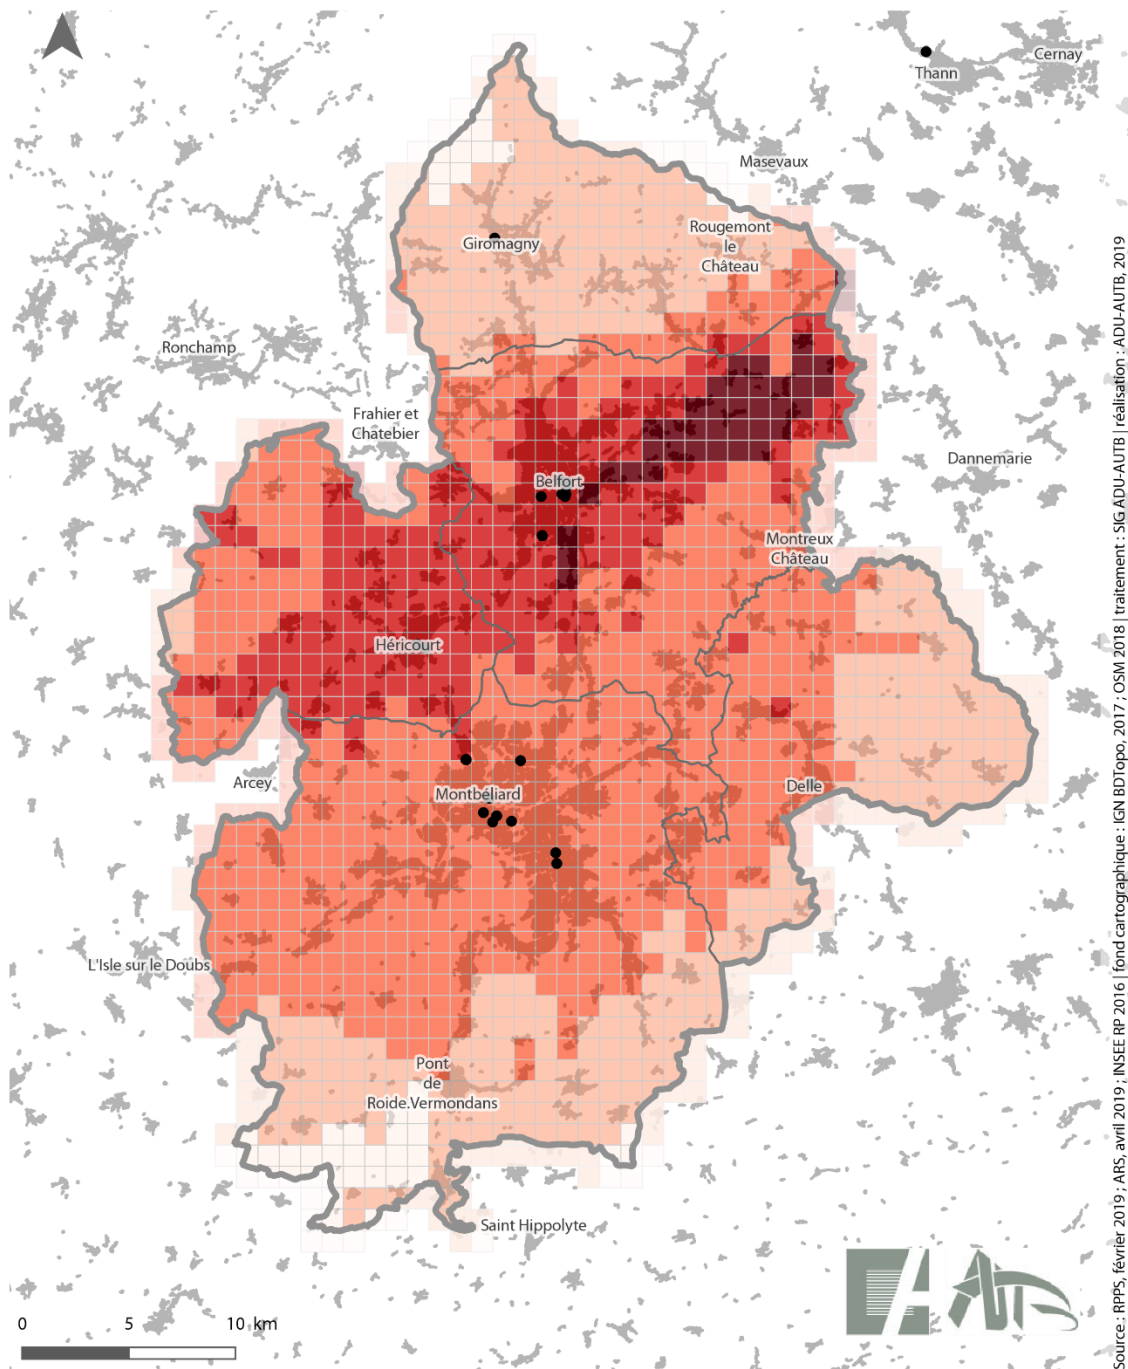 Cernay
Thann
Masevaux
Rougemont
le
Château
Giromagny
Ronchamp
Frahier et
Chatebier
Dannemarie
Belfort
Montreux
Château
Héricourt
Arcey
Montbéliard
Delle
L'Isle sur le Doubs
Pont
de
Roide.Vermondans
Saint Hippolyte
0 5 10 km
Source : RPPS, février 2019 ; ARS, avril 2019 ; INSEE RP 2016 | fond cartographique : IGN BDTopo, 2017 ; OSM 2018 | traitement : SIG ADU-AUTB | réalisation : ADU-AUTB, 2019